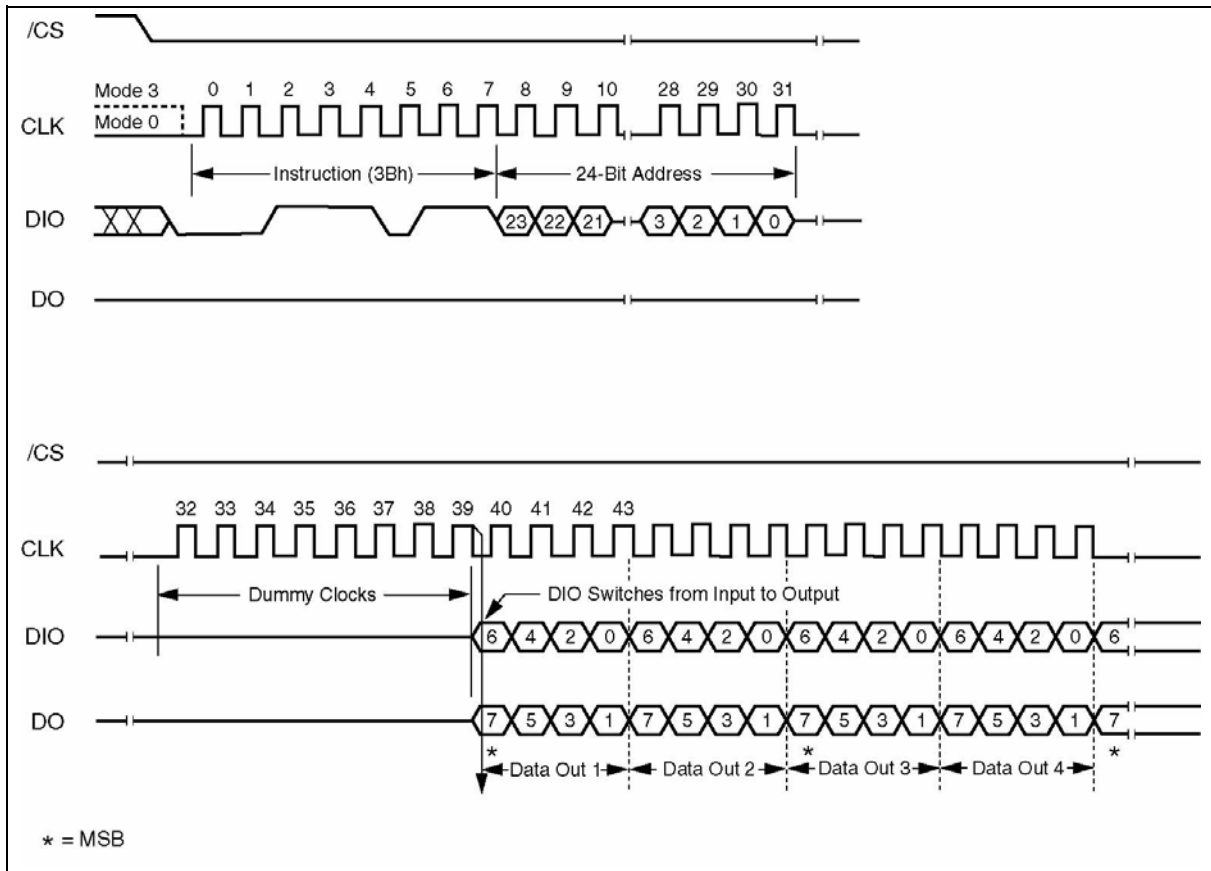 /CS
Mode 3
0 1 2 3 4 5 6 7 8 9 10 28 29 30 31
CLK
Mode 0
Instruction (3Bh)
24-Bit Address
DIO
23 22 21 3 2 1 0
DO
/CS
32 33 34 35 36 37 38 39 40 41 42 43
CLK
Dummy Clocks
DIO Switches from Input to Output
DIO
6 4 2 0 6 4 2 0 6 4 2 0 6 4 2 0 6
DO
7 5 3 1 7 5 3 1 7 5 3 1 7 5 3 1 7
* * *
Data Out 1 Data Out 2 Data Out 3 Data Out 4
* = MSB